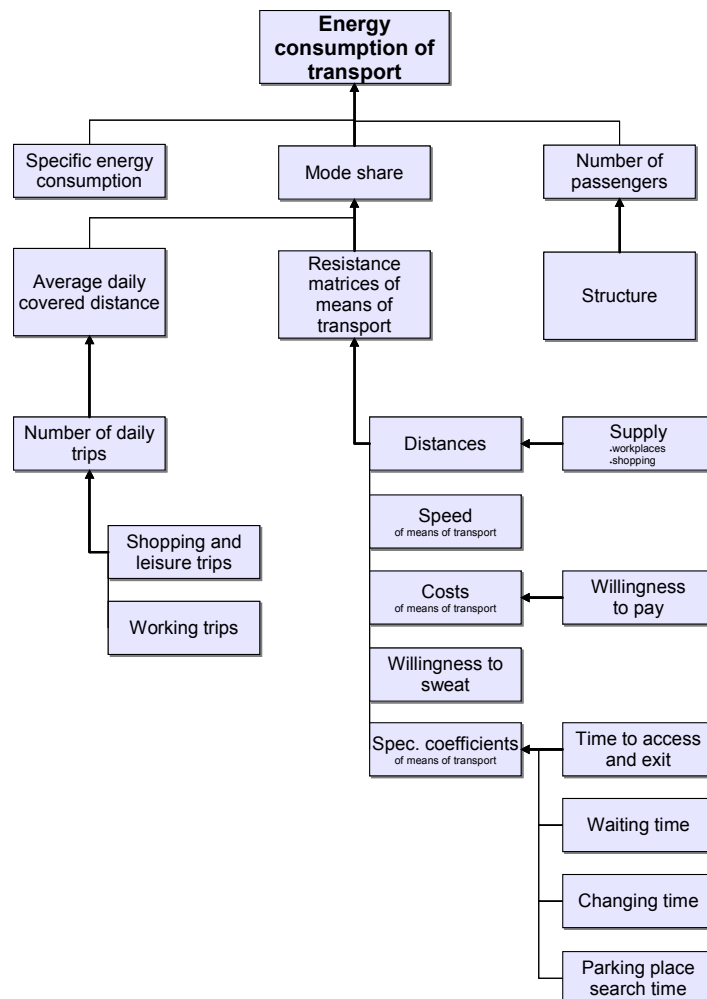 Energy
consumption of
transport
Specific energy
consumption
Mode share
Number of
passengers
Average daily
covered distance
Resistance
matrices of
means of
transport
Structure
Number of daily
trips
Distances
Supply
.workplaces
.shopping
Shopping and
leisure trips
Speed
of means of transport
Working trips
Costs
of means of transport
Willingness
to pay
Willingness to
sweat
Spec. coefficients
of means of transport
Time to access
and exit
Waiting time
Changing time
Parking place
search time